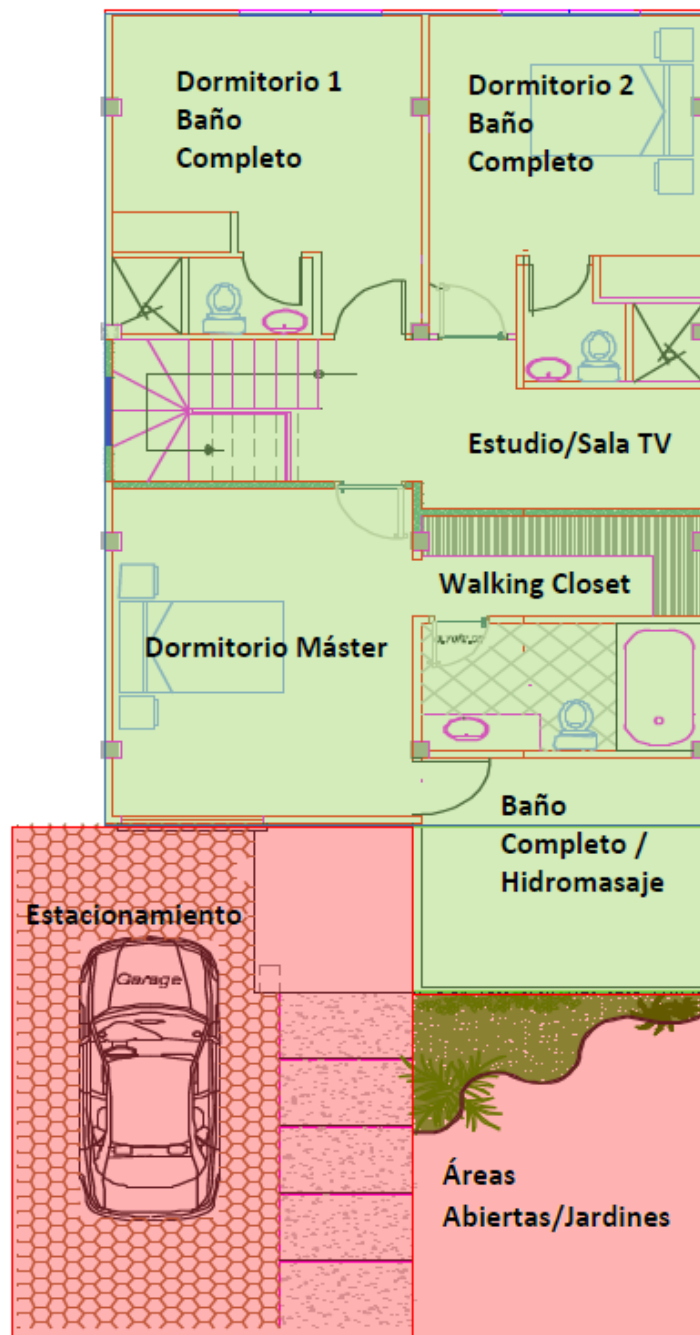 Dormitorio 1
Baño
Completo
Dormitorio 2
Baño
Completo
Estudio/Sala TV
Walking Closet
Dormitorio Máster
Baño
Completo /
Hidromasaje
Estacionamiento
Garage
Áreas
Abiertas/Jardines